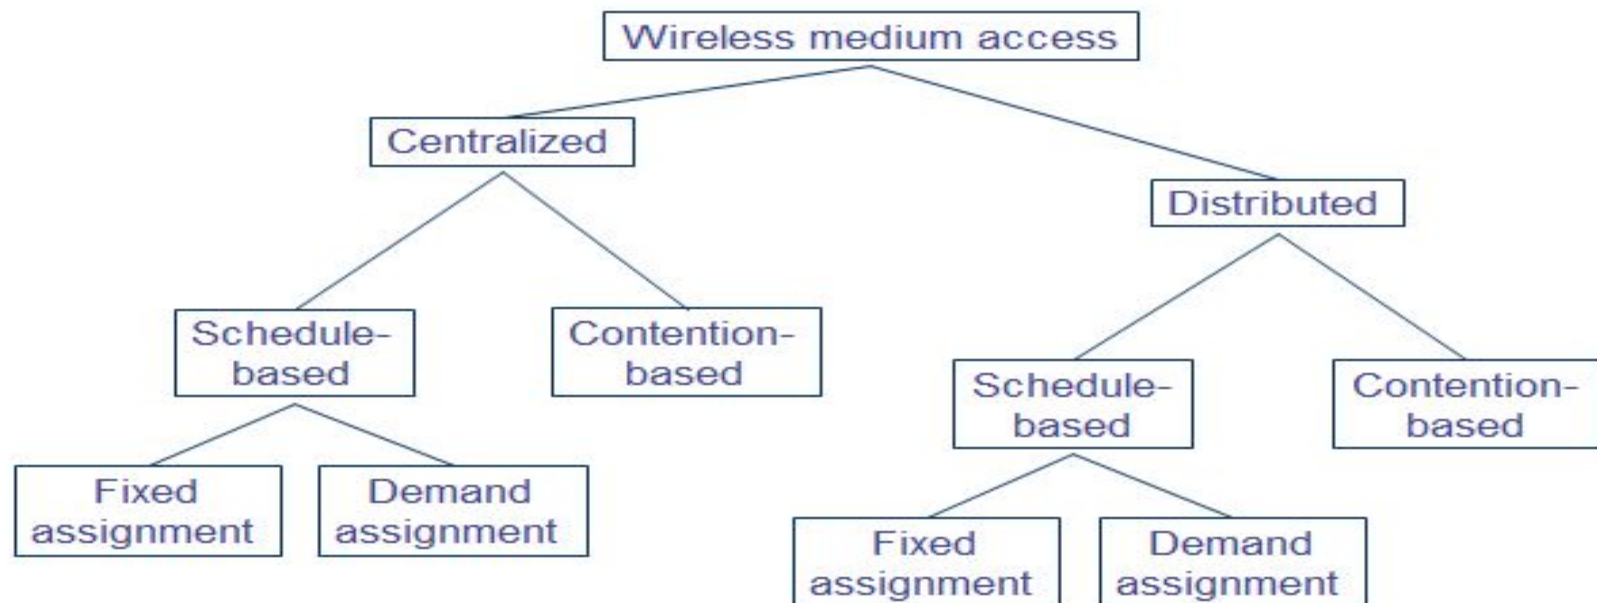 Wireless medium access
Centralized
Distributed
Schedule-
based
Contention-
based
Schedule-
based
Contention-
based
Fixed
assignment
Demand
assignment
Fixed
assignment
Demand
assignment